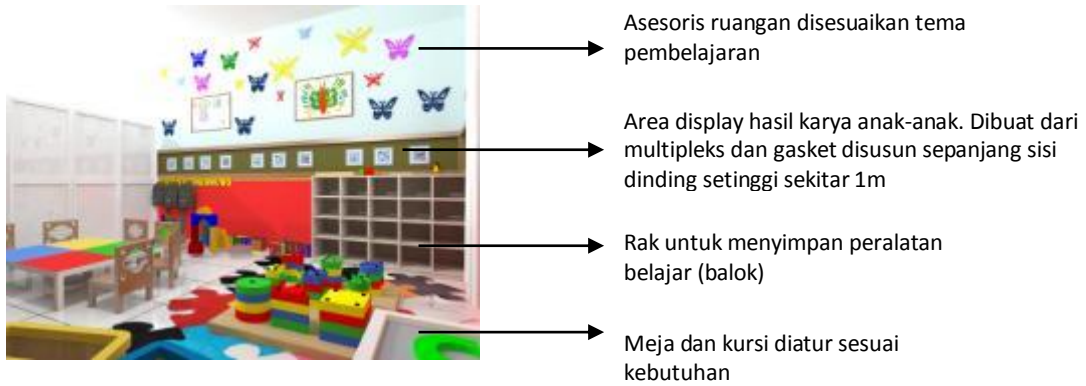 Asesoris ruangan disesuaikan tema
pembelajaran
Area display hasil karya anak-anak. Dibuat dari
multipleks dan gasket disusun sepanjang sisi
dinding setinggi sekitar 1m
Rak untuk menyimpan peralatan
belajar (balok)
Meja dan kursi diatur sesuai
kebutuhan